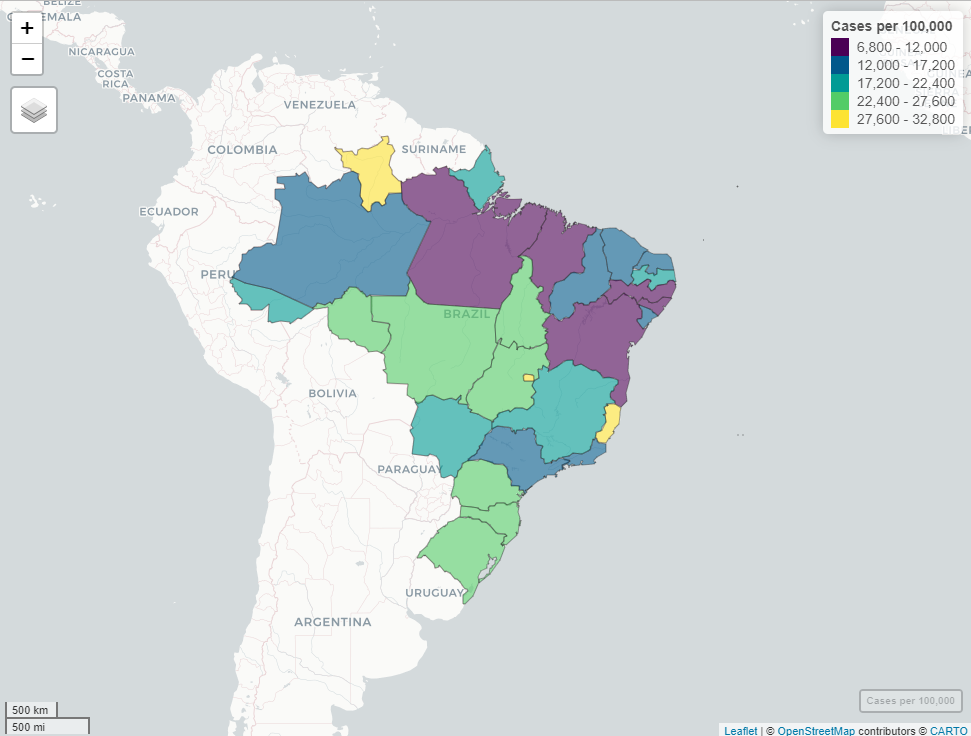 BELIZE
GUATEMALA
+
−
NICARAGUA
COSTA
RICA
PANAMA
VENEZUELA
COLOMBIA
SURINAME
ECUADOR
PERU
BRAZIL
BOLIVIA
PARAGUAY
URUGUAY
ARGENTINA
Cases per 100,000
6,800 - 12,000
12,000 - 17,200
17,200 - 22,400
22,400 - 27,600
27,600 - 32,800
Cases per 100,000
500 km
500 mi
Leaflet | © OpenStreetMap contributors © CARTO